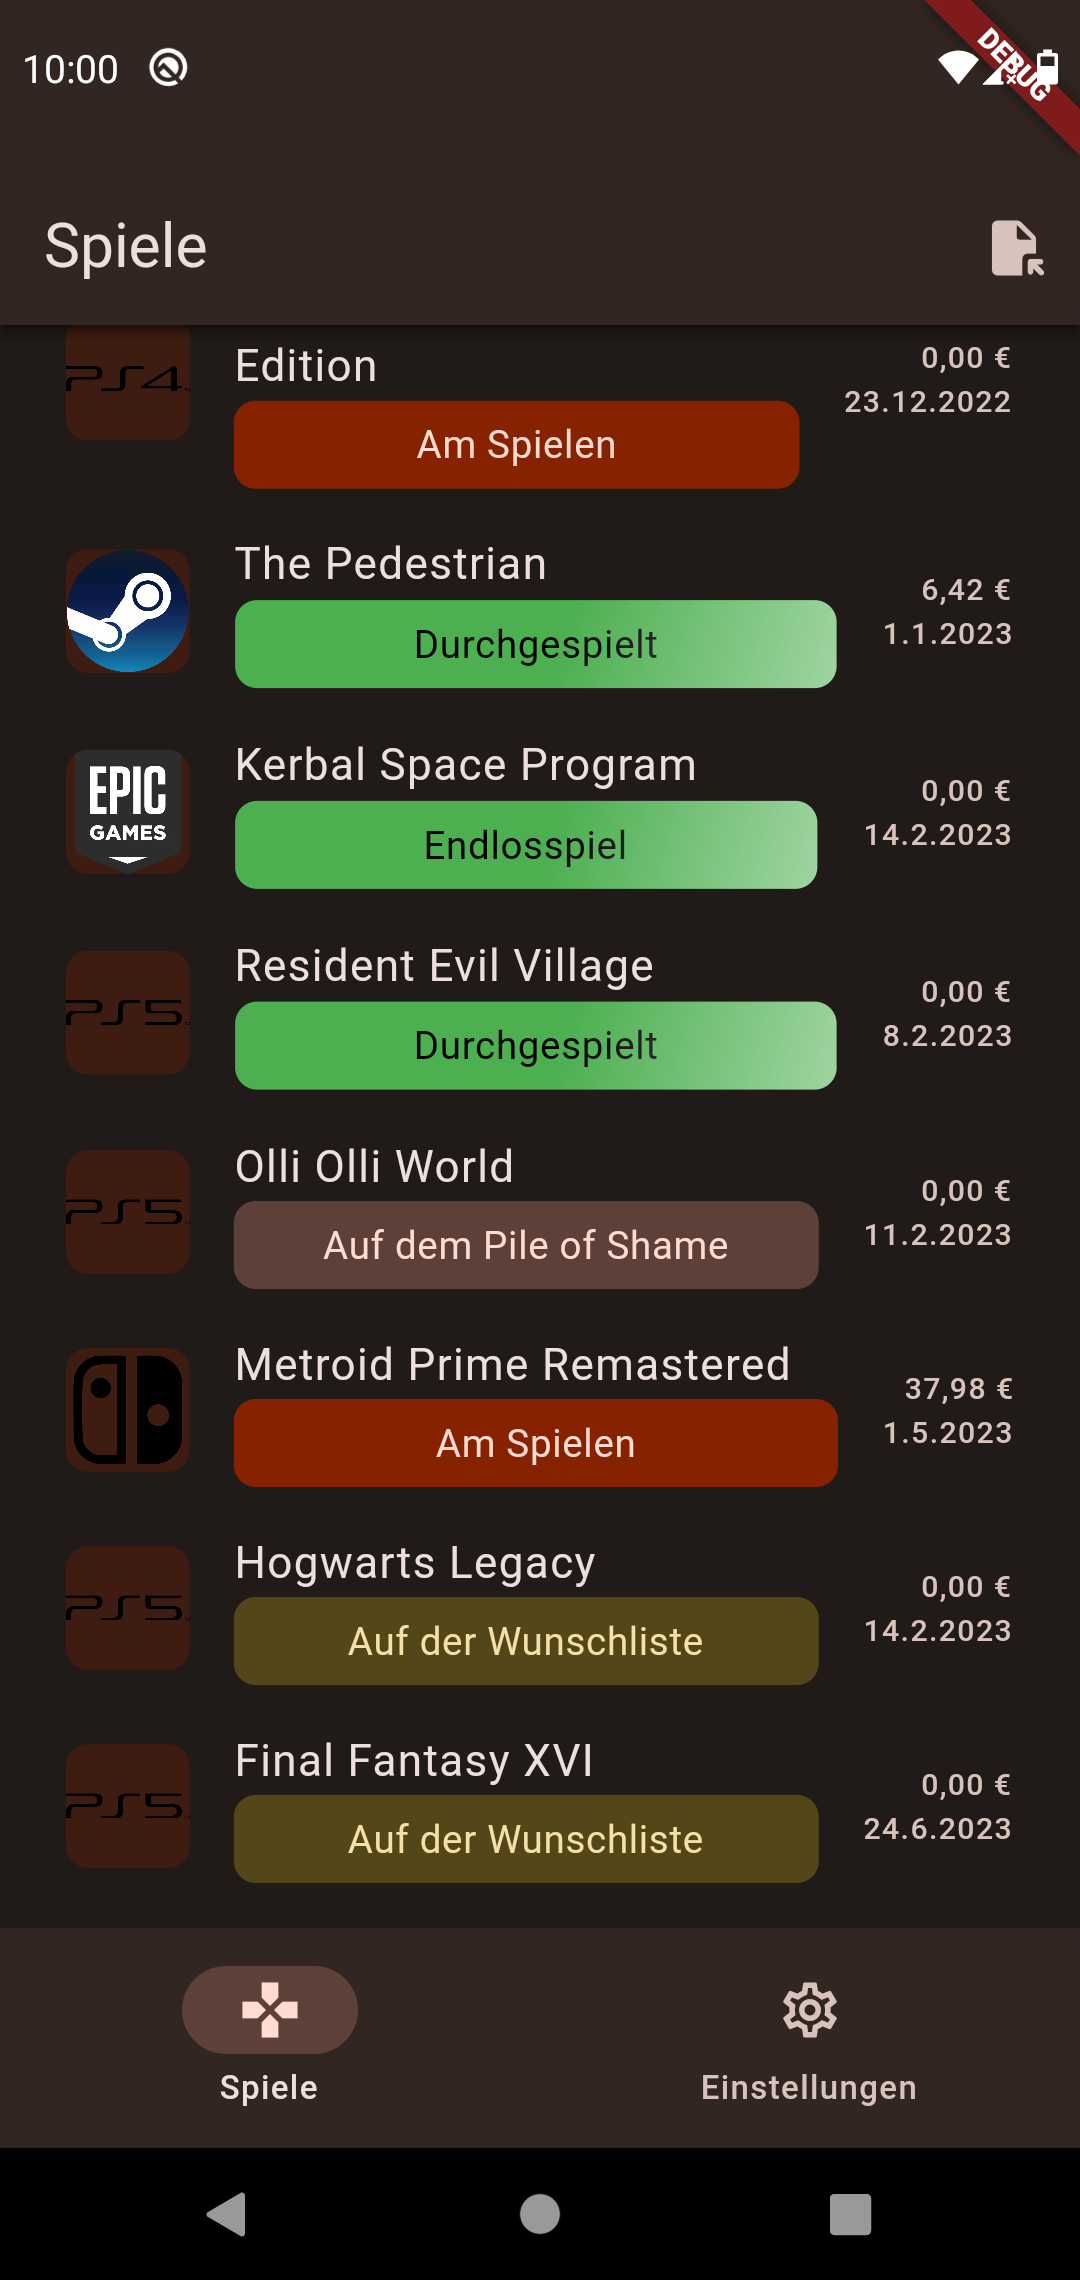 10:00
DEBUG
Spiele
PS4
Edition
0,00 €
23.12.2022
Am Spielen
The Pedestrian
6,42 €
1.1.2023
Durchgespielt
EPIC
GAMES
Kerbal Space Program
0,00 €
14.2.2023
Endlosspiel
PS5
Resident Evil Village
0,00 €
8.2.2023
Durchgespielt
PS5
Olli Olli World
0,00 €
11.2.2023
Auf dem Pile of Shame
Metroid Prime Remastered
37,98 €
1.5.2023
Am Spielen
PS5
Hogwarts Legacy
0,00 €
14.2.2023
Auf der Wunschliste
PS5
Final Fantasy XVI
0,00 €
24.6.2023
Auf der Wunschliste
Spiele
Einstellungen